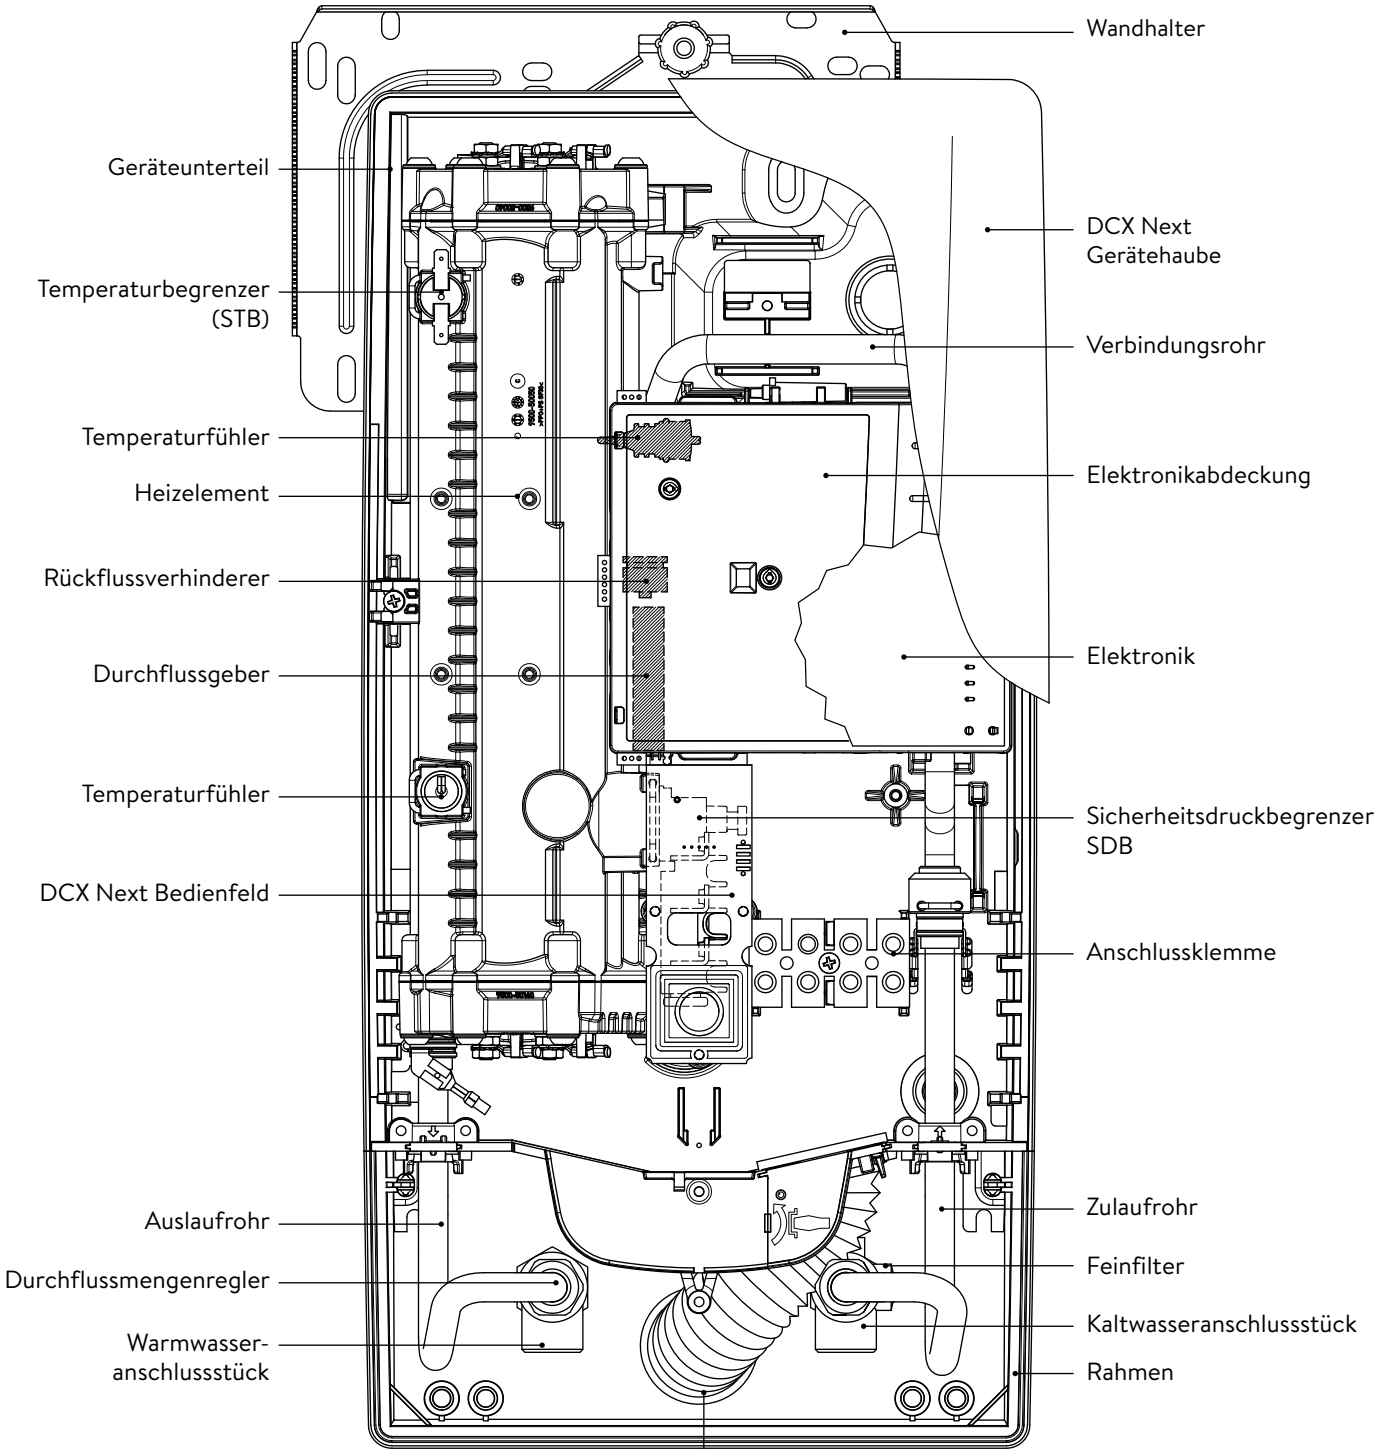 Wandhalter
Geräteunterteil
DCX Next
Gerätehaube
Temperaturbegrenzer
(STB)
Verbindungsrohr
Temperaturfühler
Elektronikabdeckung
Heizelement
Rückflussverhinderer
Elektronik
Durchflussgeber
Temperaturfühler
Sicherheitsdruckbegrenzer
SDB
DCX Next Bedienfeld
Anschlussklemme
Zulaufrohr
Auslaufrohr
Feinfilter
Durchflussmengenregler
Kaltwasseranschlussstück
Warmwasser-
anschlussstück
Rahmen